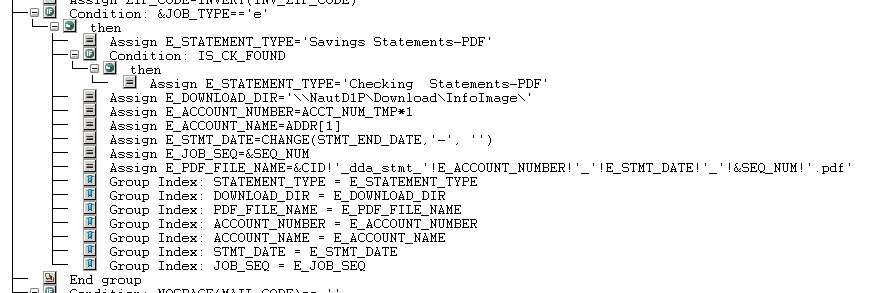 Assign ZIP_CODE=INVERT(INV_ZIP_CODE)
Condition: &JOB_TYPE=='e'
then
Assign E_STATEMENT_TYPE='Savings Statements-PDF'
Condition: IS_CK_FOUND
then
Assign E_STATEMENT_TYPE='Checking  Statements-PDF'
Assign E_DOWNLOAD_DIR='\\NautD1P\Download\InfoImage\'
Assign E_ACCOUNT_NUMBER=ACCT_NUM_TMP*1
Assign E_ACCOUNT_NAME=ADDR[1]
Assign E_STMT_DATE=CHANGE(STMT_END_DATE,'-', '')
Assign E_JOB_SEQ=&SEQ_NUM
Assign E_PDF_FILE_NAME=&CID!'_dda_stmt_'!E_ACCOUNT_NUMBER!'_'!E_STMT_DATE!'_'!&SEQ_NUM!'.pdf'
Group Index: STATEMENT_TYPE = E_STATEMENT_TYPE
Group Index: DOWNLOAD_DIR = E_DOWNLOAD_DIR
Group Index: PDF_FILE_NAME = E_PDF_FILE_NAME
Group Index: ACCOUNT_NUMBER = E_ACCOUNT_NUMBER
Group Index: ACCOUNT_NAME = E_ACCOUNT_NAME
Group Index: STMT_DATE = E_STMT_DATE
Group Index: JOB_SEQ = E_JOB_SEQ
End group
Condition: NOSPACE(MAIL_CODE)==''